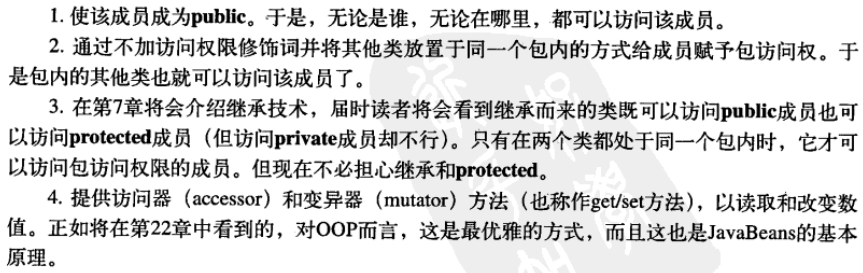 1. 使该成员成为public。于是，无论是谁，无论在哪里，都可以访问该成员。
2. 通过不加访问权限修饰词并将其他类放置于同一个包内的方式给成员赋予包访问权。于
是包内的其他类也就可以访问该成员了。
3. 在第7章将会介绍继承技术，届时读者将会看到继承而来的类既可以访问public成员也可
以访问protected成员（但访问private成员却不行）。只有在两个类都处于同一个包内时，它才可
以访问包访问权限的成员。但现在不必担心继承和protected。
4. 提供访问器（accessor）和变异器（mutator）方法（也称作get/set方法），以读取和改变数
值。正如将在第22章中看到的，对OOP而言，这是最优雅的方式，而且这也是JavaBeans的基本
原理。